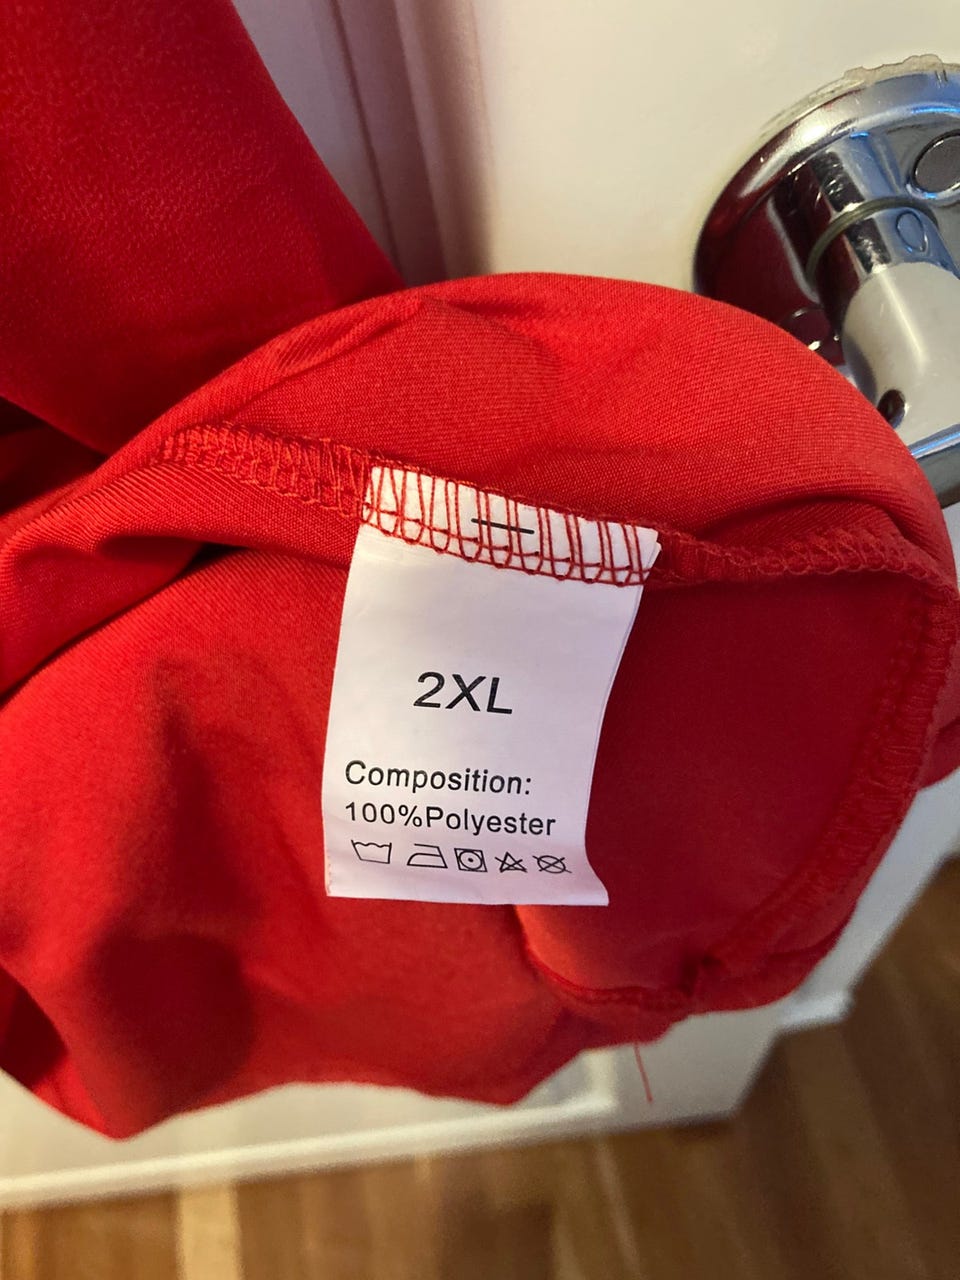 2XL
Composition:
100%Polyester